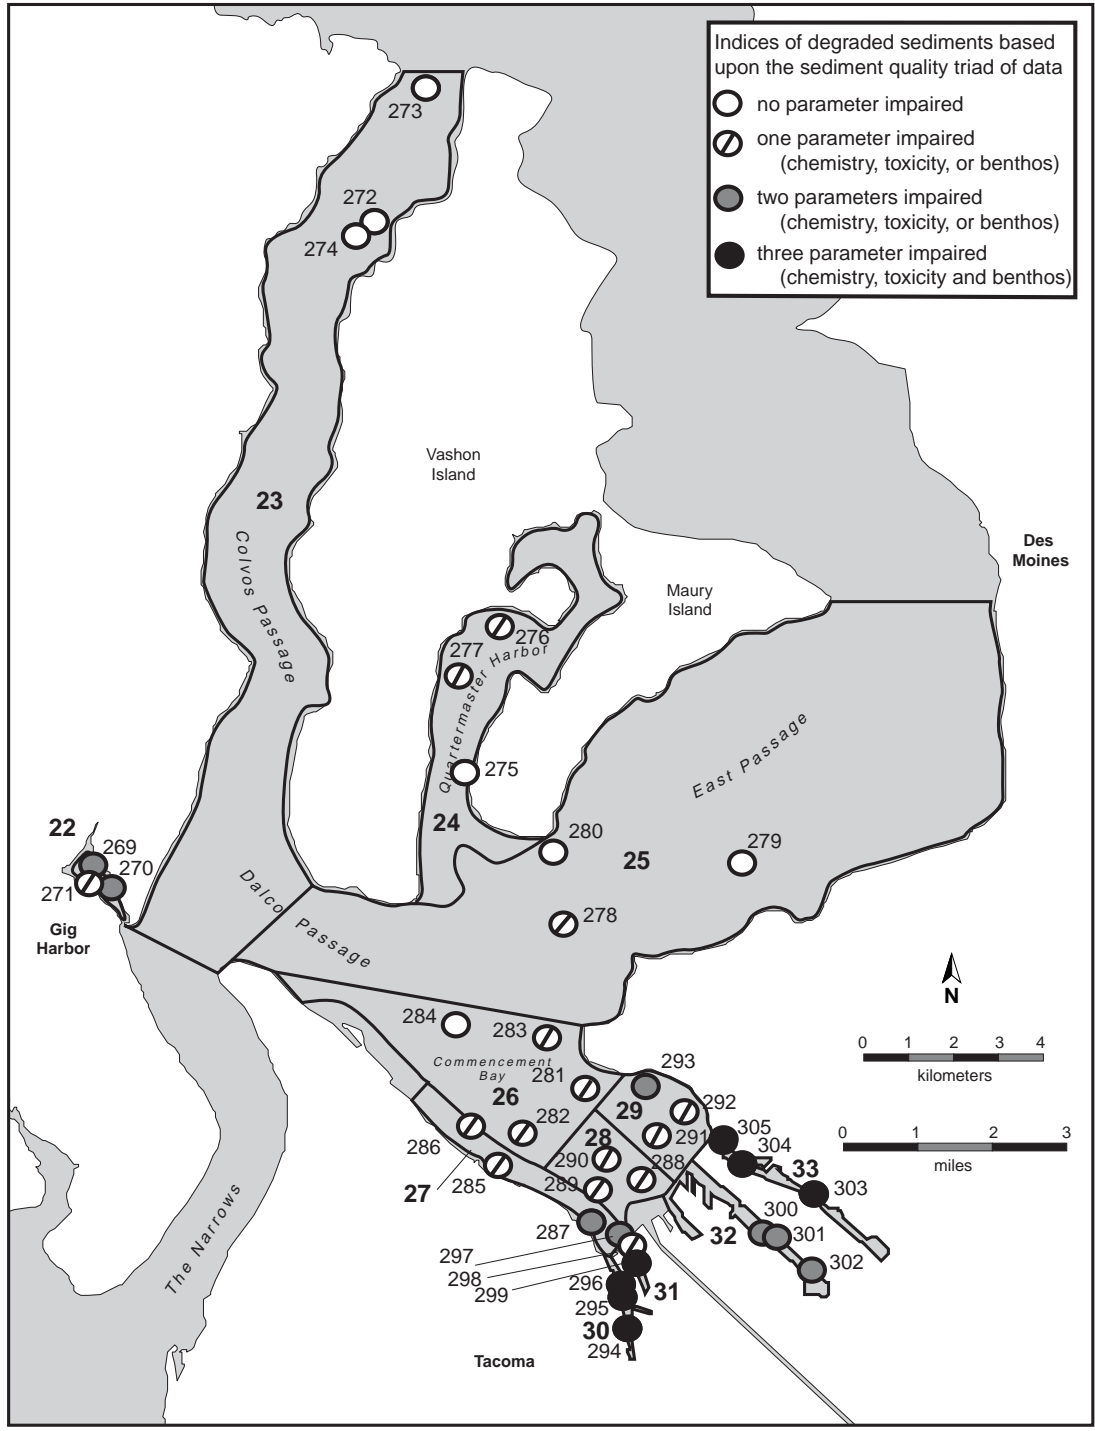 Indices of degraded sediments based
upon the sediment quality triad of data
no parameter impaired
one parameter impaired
(chemistry, toxicity, or benthos)
two parameters impaired
(chemistry, toxicity, or benthos)
three parameter impaired
(chemistry, toxicity and benthos)
273
272
274
Vashon
Island
23
Colvos Passage
Des
Moines
Maury
Island
276
277
Quartermaster Harbor
275
East Passage
24
280
25
279
22
269
270
271
Gig
Harbor
Dalco Passage
278
N
0 1 2 3 4
kilometers
0 1 2 3
miles
284
283
Commencement
Bay
281
26
282
293
29
292
291
305
304
33
303
286
27
285
28
290
288
289
287
300
32
301
302
297
298
299
296
31
295
30
294
The Narrows
Tacoma